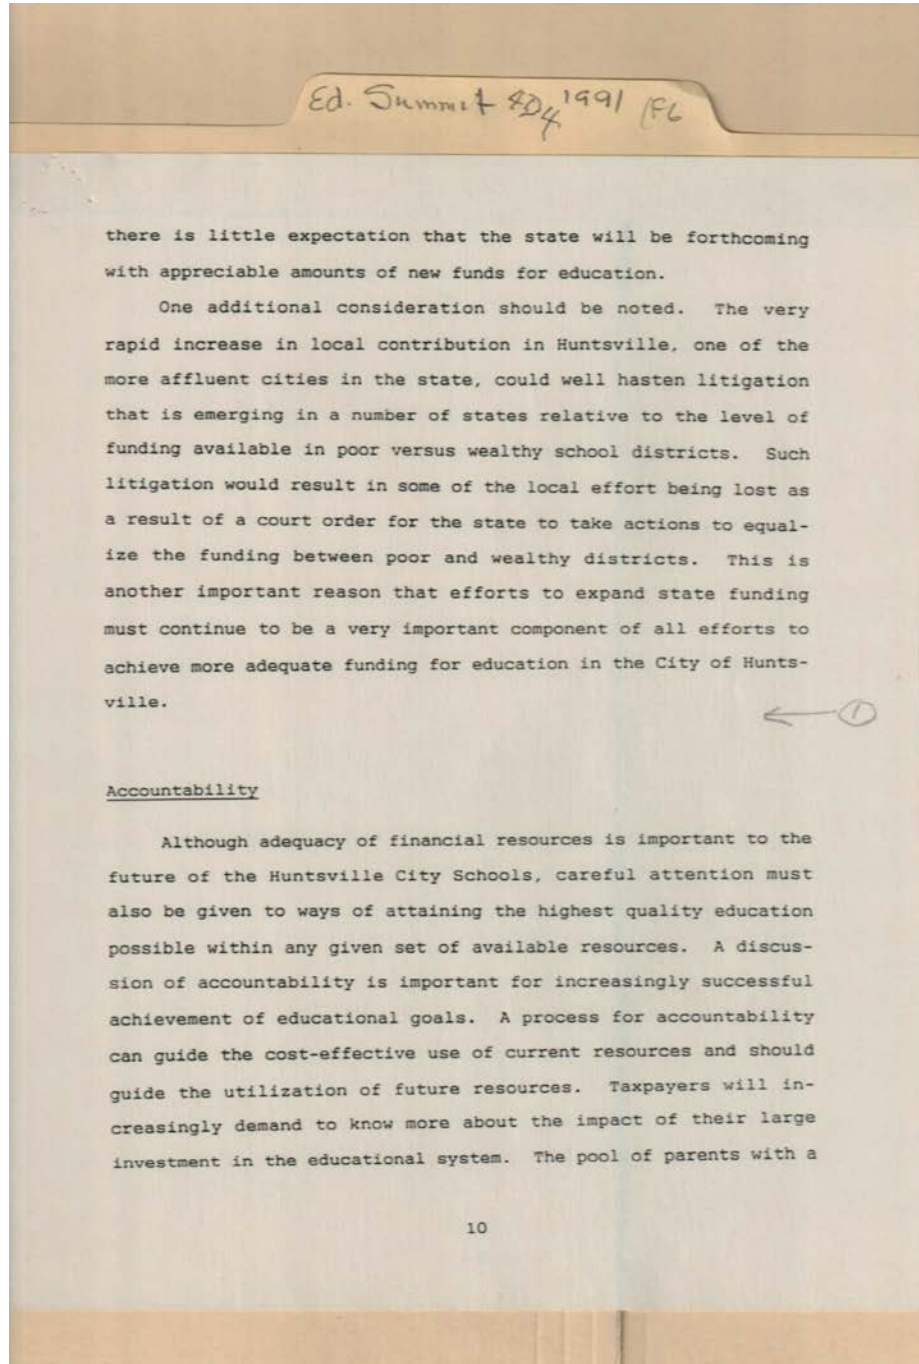 Ed. Summit 4D4 1991 (F6
there is little expectation that the state will be forthcoming
with appreciable amounts of new funds for education.
One additional consideration should be noted. The very
rapid increase in local contribution in Huntsville, one of the
more affluent cities in the state, could well hasten litigation
that is emerging in a number of states relative to the level of
funding available in poor versus wealthy school districts. Such
litigation would result in some of the local effort being lost as
a result of a court order for the state to take actions to equal-
ize the funding between poor and wealthy districts. This is
another important reason that efforts to expand state funding
must continue to be a very important component of all efforts to
achieve more adequate funding for education in the City of Hunts-
ville.
← 1
Accountability
Although adequacy of financial resources is important to the
future of the Huntsville City Schools, careful attention must
also be given to ways of attaining the highest quality education
possible within any given set of available resources. A discus-
sion of accountability is important for increasingly successful
achievement of educational goals. A process for accountability
can guide the cost-effective use of current resources and should
guide the utilization of future resources. Taxpayers will in-
creasingly demand to know more about the impact of their large
investment in the educational system. The pool of parents with a
10